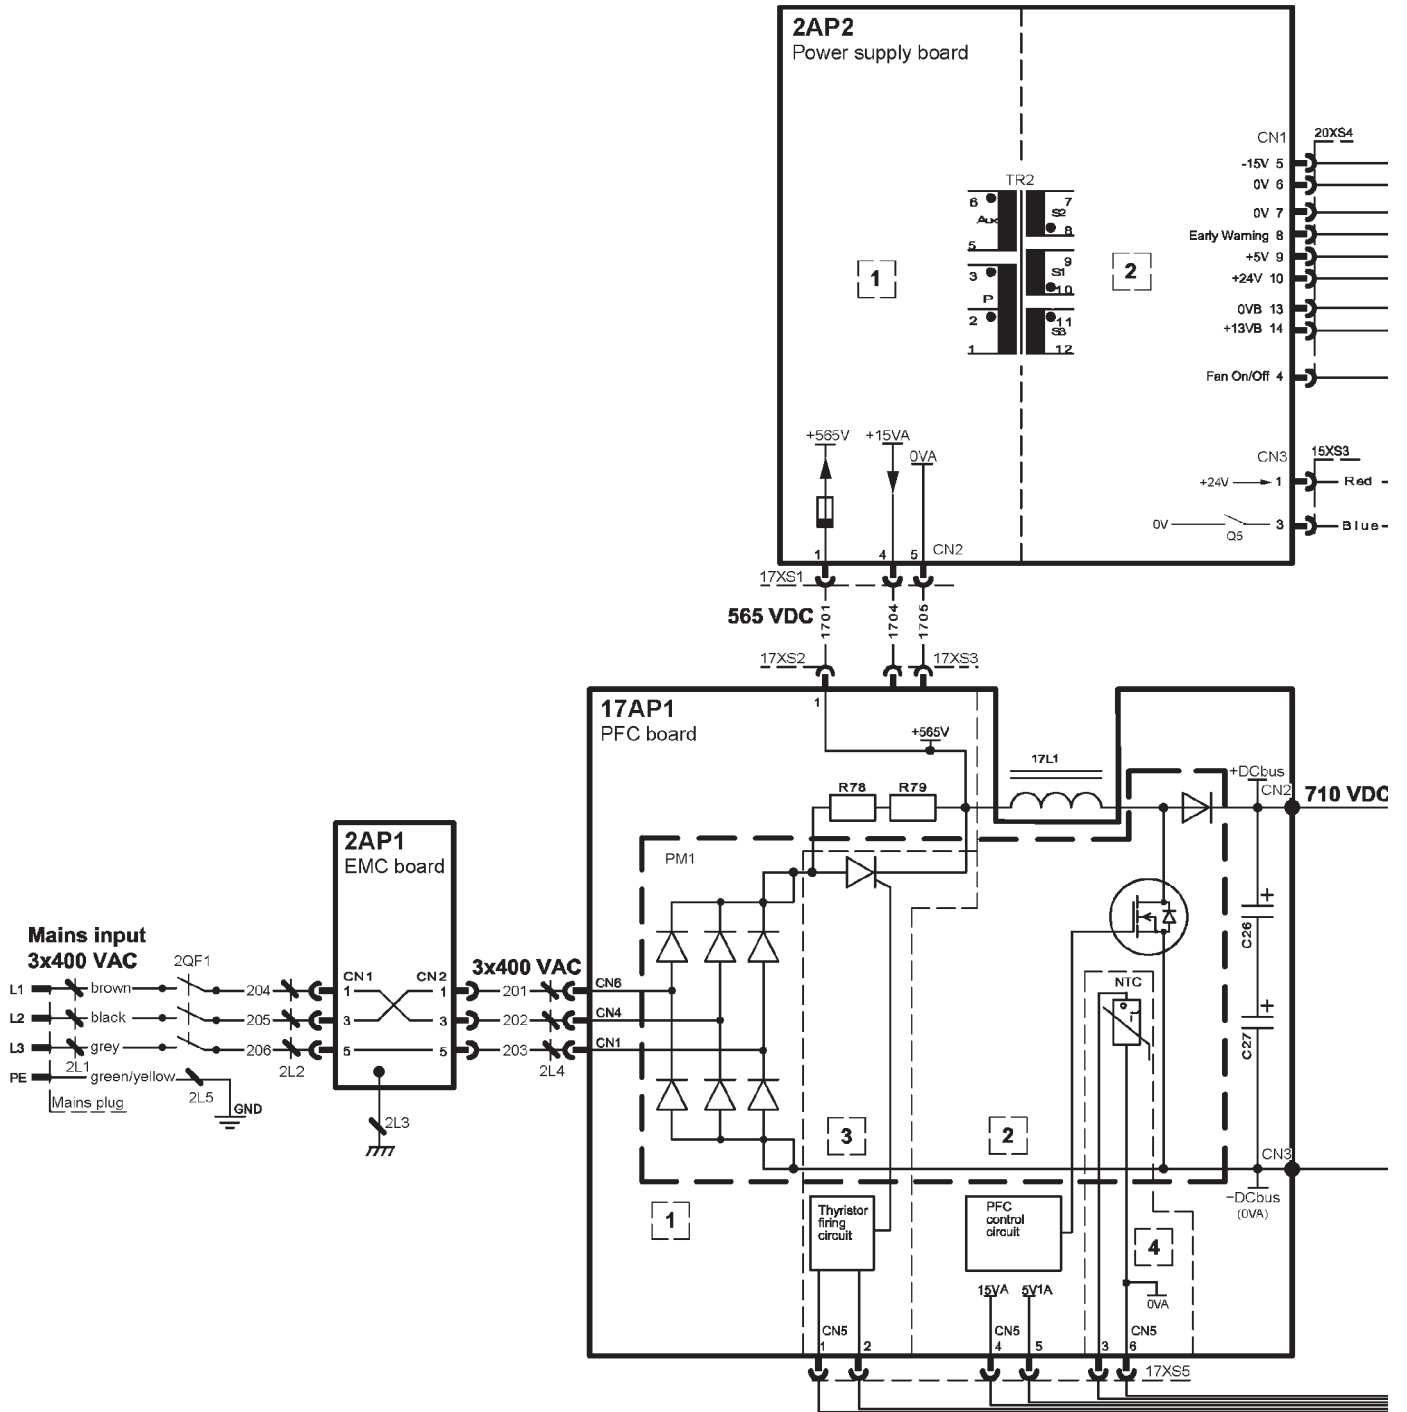 2AP2
Power supply board
CN1 20XS4
-15V 5
0V 6
0V 7
Early Warning 8
+5V 9
+24V 10
0VB 13
+13VB 14
Fan On/Off 4
TR2
6 7
Aux S2
5 8
3 9
S1
P 10
2 11
S3
1 12
1
2
+565V +15VA
0VA
CN3 15XS3
+24V 1 Red
0V Q5 3 Blue
1 4 5 CN2
17XS1
565 VDC 1701 1704 1705
17XS2 17XS3
17AP1
PFC board
1
+565V
17L1
R78 R79
+DCbus
CN2 710 VDC
PM1
2AP1
EMC board
Mains input
3x400 VAC
2QF1
CN1 CN2
3x400 VAC
L1 brown 204 1 1 201 CN6
L2 black 205 3 3 202 CN4
L3 grey 206 5 5 203 CN1
2L1 2L2 2L4
PE green/yellow
2L5
Mains plug
GND
2L3
NTC
-t
C26
+
C27
+
3
2
CN3
-DCbus
(0VA)
1
Thyristor
firing
circuit
PFC
control
circuit
4
15VA 5V1A
0VA
CN5 CN5 CN5
1 2 4 5 3 6
17XS5